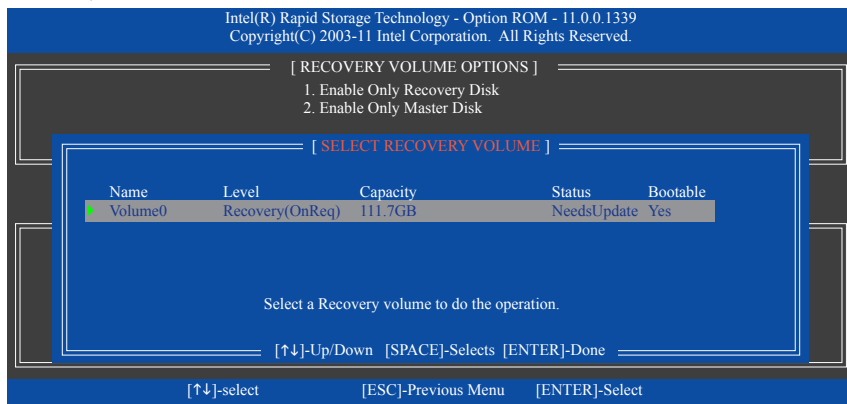 Intel(R) Rapid Storage Technology - Option ROM - 11.0.0.1339
Copyright(C) 2003-11 Intel Corporation. All Rights Reserved.
[ RECOVERY VOLUME OPTIONS ]
1. Enable Only Recovery Disk
2. Enable Only Master Disk
[ SELECT RECOVERY VOLUME ]
Name Level Capacity Status Bootable
Volume0 Recovery(OnReq) 111.7GB NeedsUpdate Yes
Select a Recovery volume to do the operation.
[↑↓]-Up/Down [SPACE]-Selects [ENTER]-Done
[↑↓]-select [ESC]-Previous Menu [ENTER]-Select